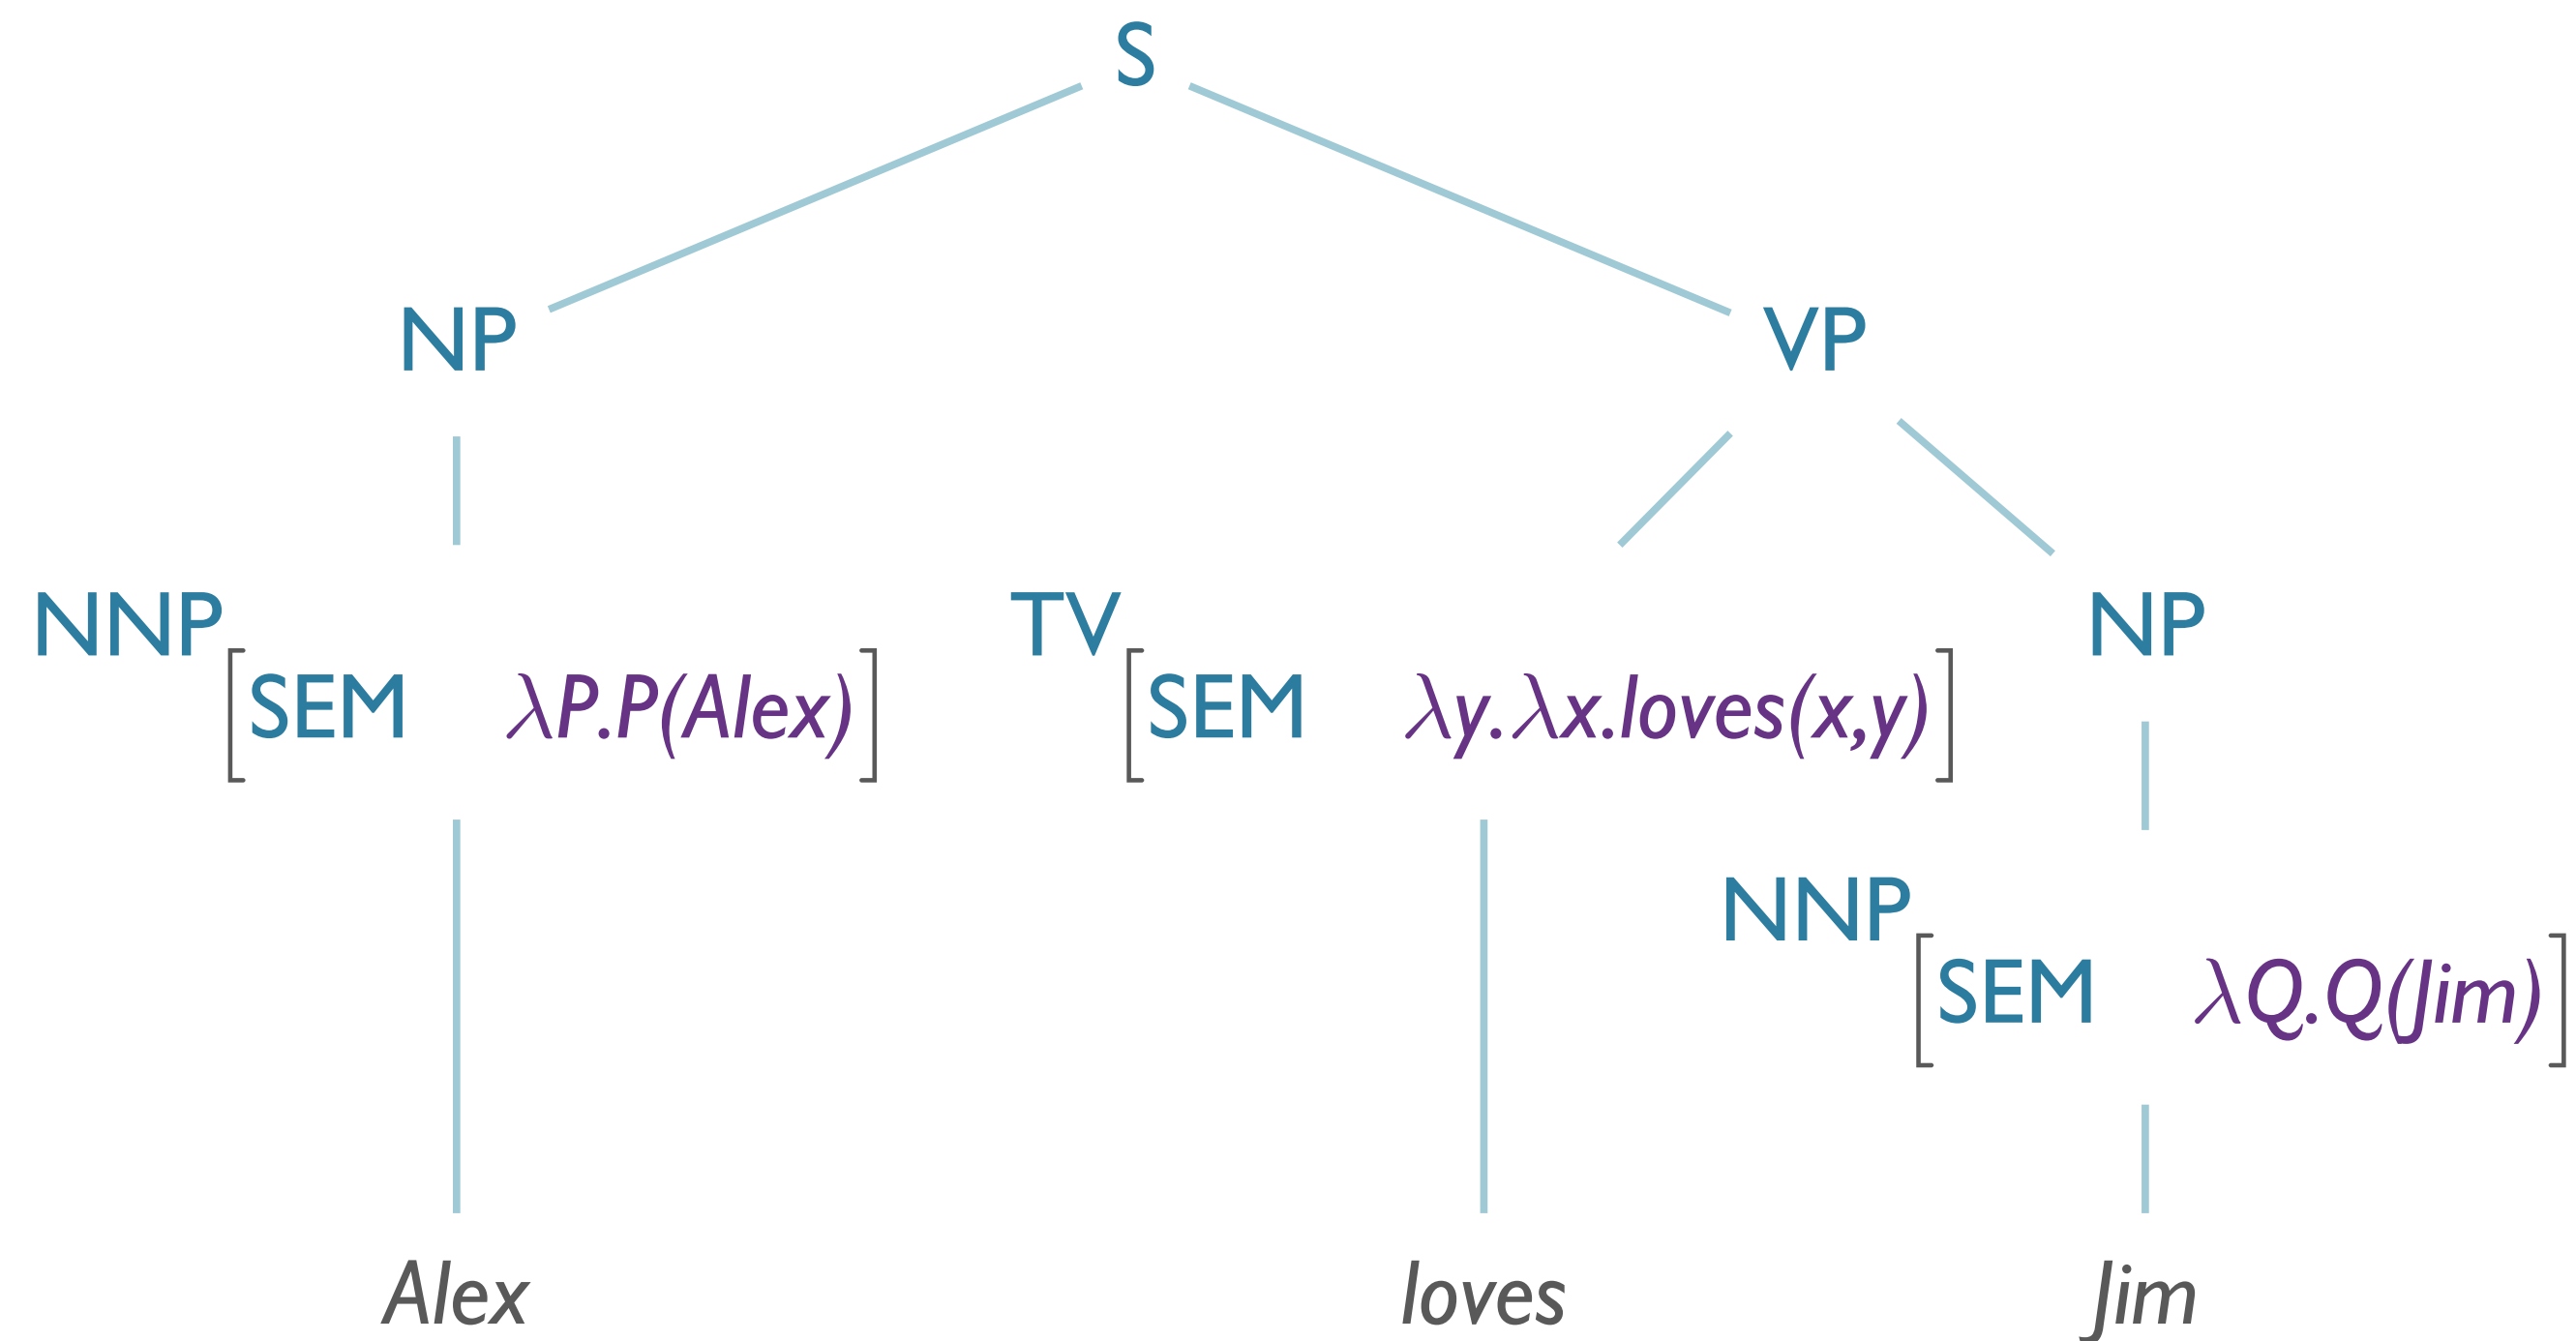 S
NP VP
NNP[SEM λP.P(Alex)] TV[SEM λy.λx.loves(x,y)] NP
NNP[SEM λQ.Q(Jim)]
Alex loves Jim